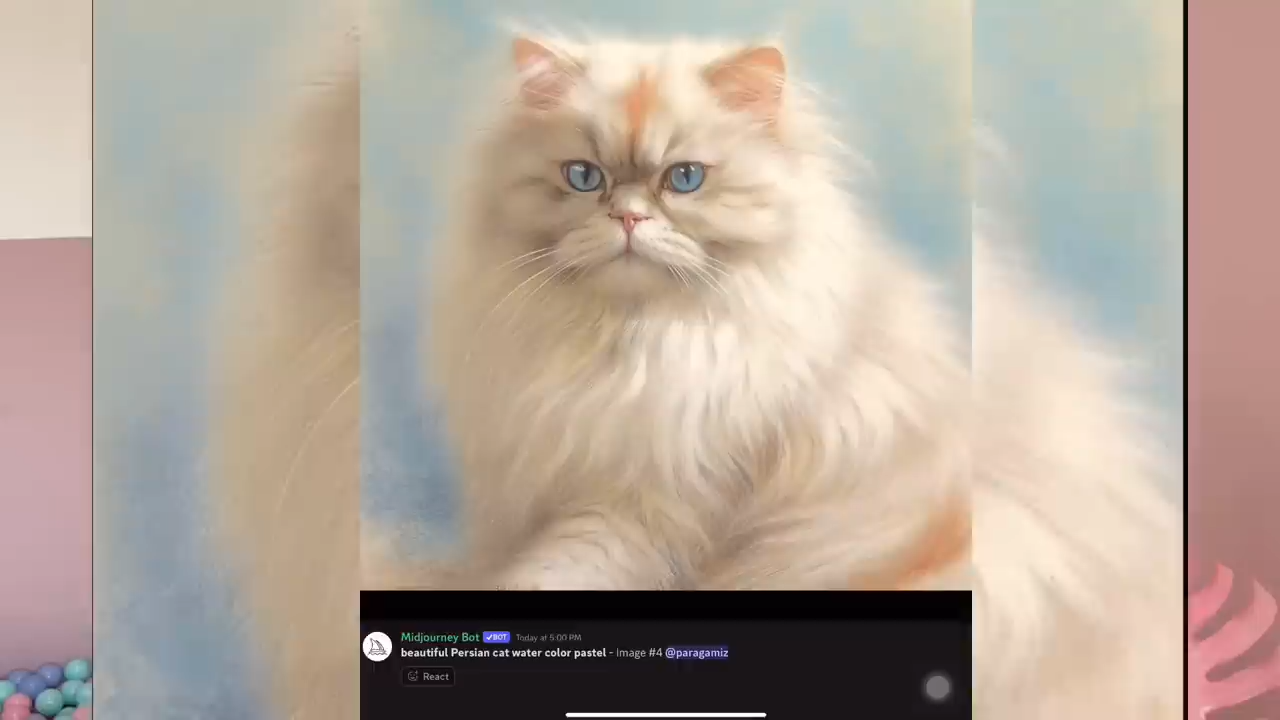 Midjourney Bot ✓BOT Today at 5:00 PM
beautiful Persian cat water color pastel - Image #4 @paragamiz
React